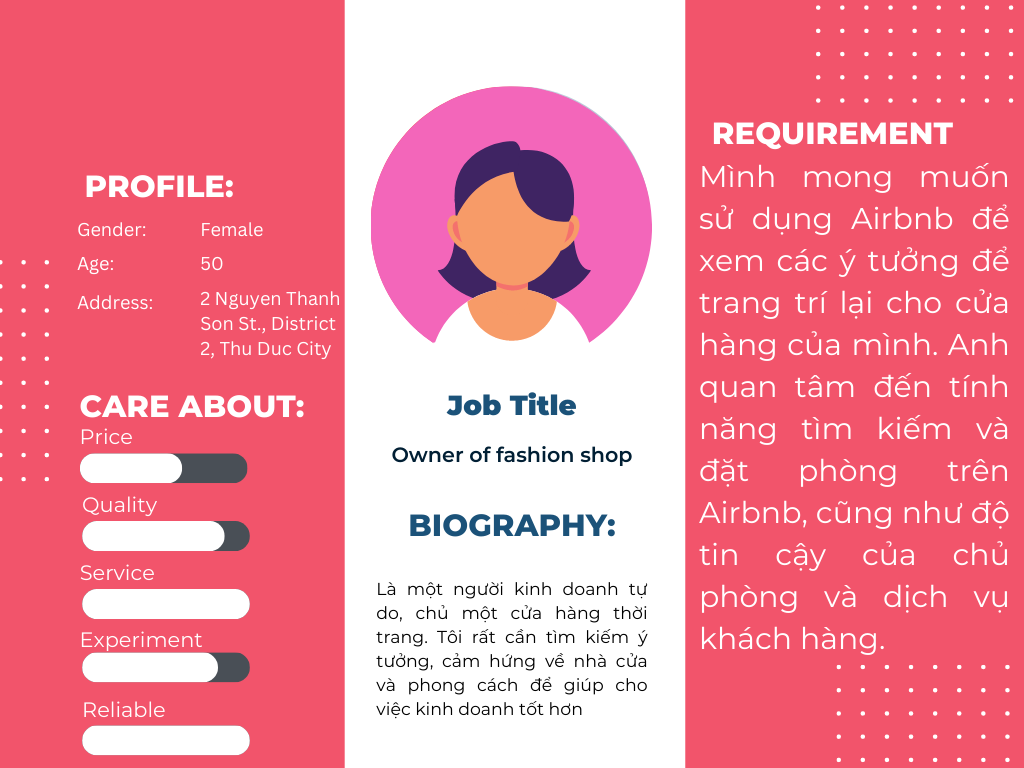 PROFILE:
Gender: Female
Age: 50
Address: 2 Nguyen Thanh
Son St., District
2, Thu Duc City
CARE ABOUT:
Price
Quality
Service
Experiment
Reliable
Job Title
Owner of fashion shop
BIOGRAPHY:
Là một người kinh doanh tự
do, chủ một cửa hàng thời
trang. Tôi rất cần tìm kiếm ý
tưởng, cảm hứng về nhà cửa
và phong cách để giúp cho
việc kinh doanh tốt hơn
REQUIREMENT
Mình mong muốn
sử dụng Airbnb để
xem các ý tưởng để
trang trí lại cho cửa
hàng của mình. Anh
quan tâm đến tính
năng tìm kiếm và
đặt phòng trên
Airbnb, cũng như độ
tin cậy của chủ
phòng và dịch vụ
khách hàng.